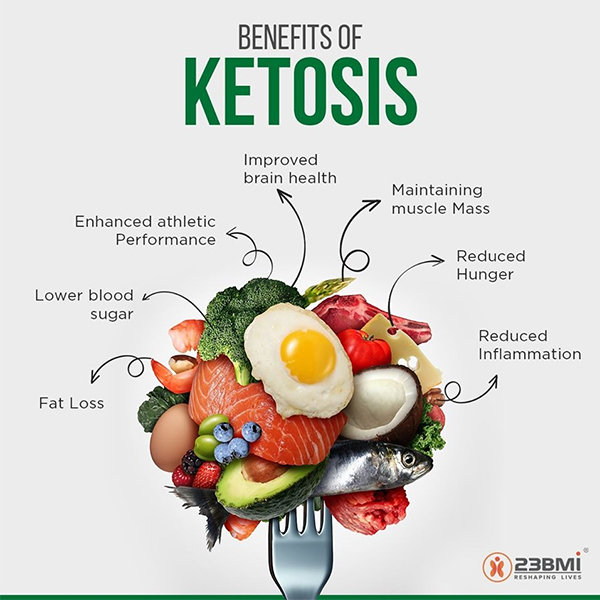 BENEFITS OF
KETOSIS
Improved
brain health
Maintaining
muscle Mass
Enhanced athletic
Performance
Reduced
Hunger
Lower blood
sugar
Reduced
Inflammation
Fat Loss
23BMi®
RESHAPING LIVES